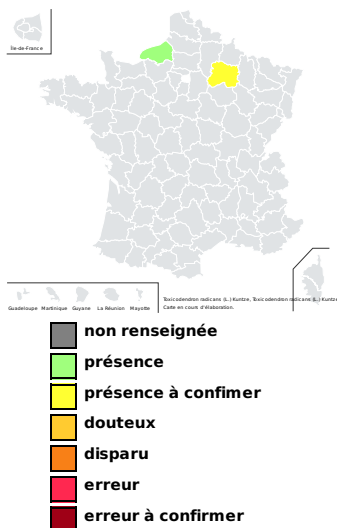 Île-de-France
Guadeloupe Martinique Guyane La Réunion Mayotte
Toxicodendron radicans (L.) Kuntze, Toxicodendron radicans (L.) Kuntze
Carte en cours d'élaboration.
non renseignée
présence
présence à confimer
douteux
disparu
erreur
erreur à confirmer